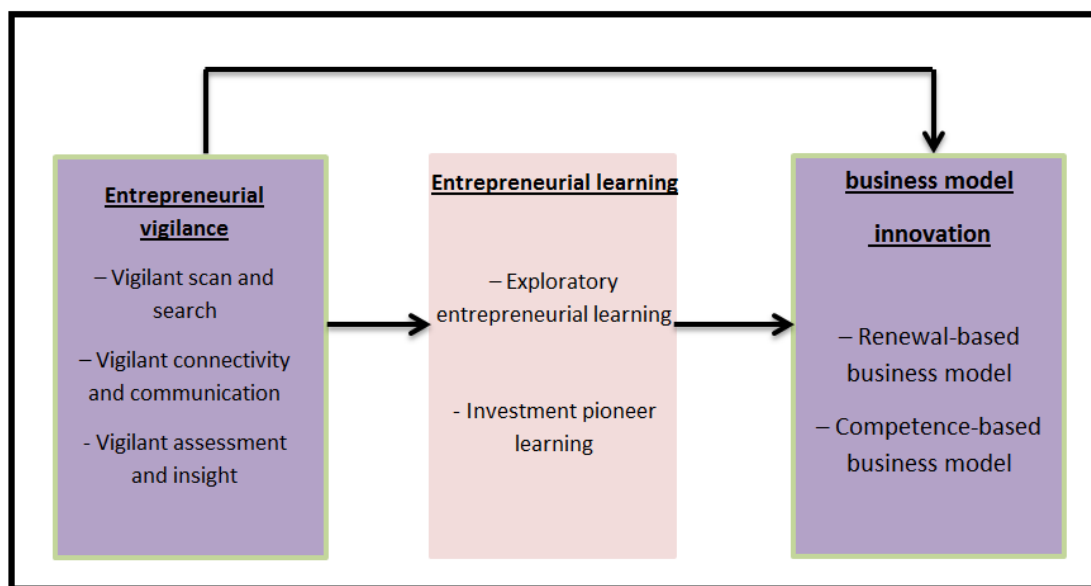 Entrepreneurial
vigilance
– Vigilant scan and
search
– Vigilant connectivity
and communication
- Vigilant assessment
and insight
Entrepreneurial learning
– Exploratory
entrepreneurial learning
- Investment pioneer
learning
business model
innovation
– Renewal-based
business model
– Competence-based
business model